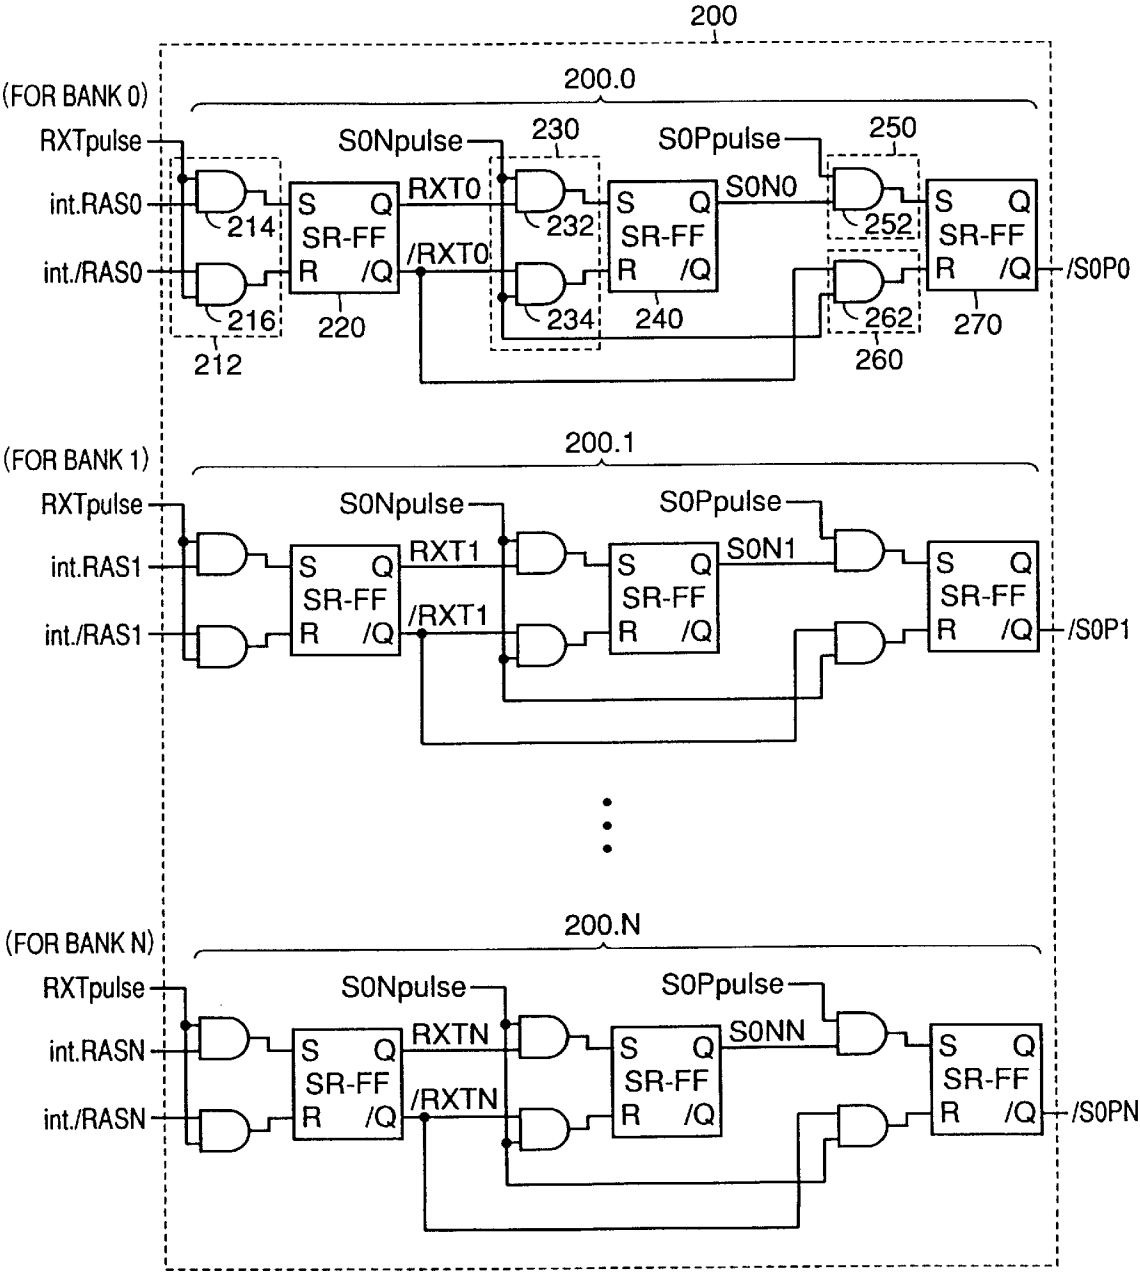 200
(FOR BANK 0)
200.0
RXTpulse
S0Npulse
230
S0Ppulse
250
int.RAS0
214
S Q
SR-FF
R /Q
RXT0
232
S Q
SR-FF
R /Q
S0N0
252
S Q
SR-FF
R /Q
int./RAS0
/RXT0
/S0P0
216
220
234
240
262
270
212
260
(FOR BANK 1)
200.1
RXTpulse
S0Npulse
S0Ppulse
int.RAS1
S Q
SR-FF
R /Q
RXT1
S Q
SR-FF
R /Q
S0N1
S Q
SR-FF
R /Q
int./RAS1
/RXT1
/S0P1
(FOR BANK N)
200.N
RXTpulse
S0Npulse
S0Ppulse
int.RASN
S Q
SR-FF
R /Q
RXTN
S Q
SR-FF
R /Q
S0NN
S Q
SR-FF
R /Q
int./RASN
/RXTN
/S0PN